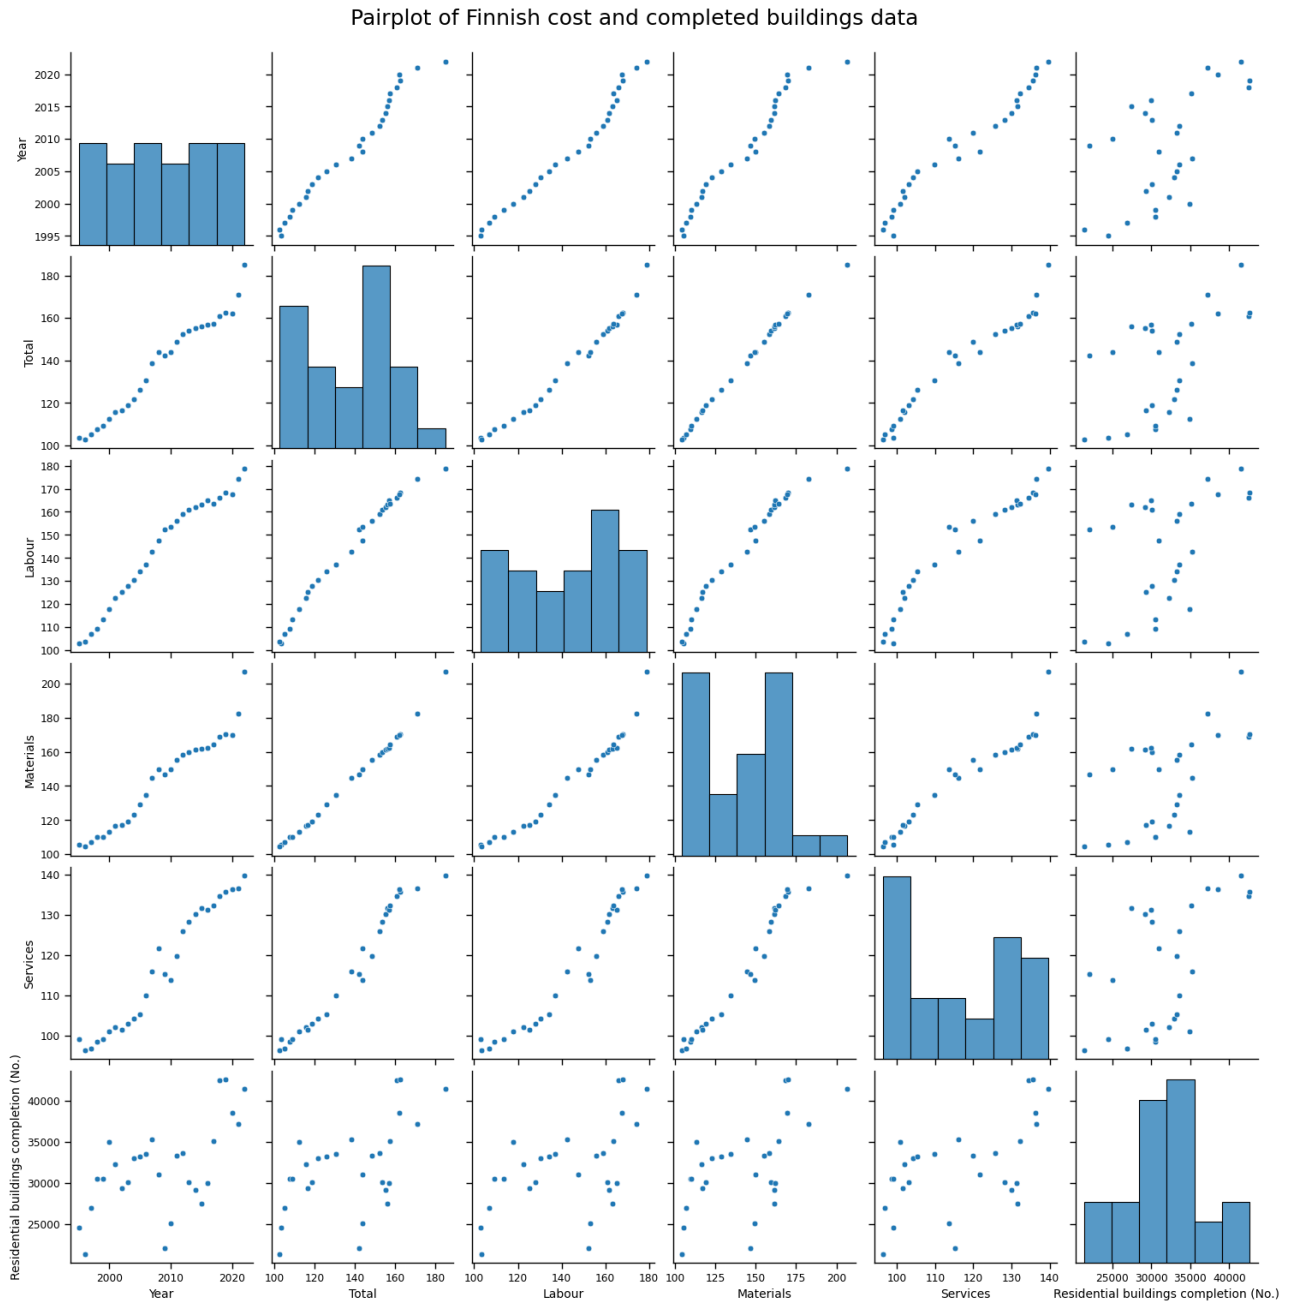 Pairplot of Finnish cost and completed buildings data
Year
2020
2015
2010
2005
2000
1995
Total
180
160
140
120
100
Labour
180
170
160
150
140
130
120
110
100
Materials
200
180
160
140
120
100
Services
140
130
120
110
100
Residential buildings completion (No.)
40000
35000
30000
25000
2000 2010 2020
100 120 140 160 180
100 120 140 160 180
100 125 150 175 200
100 110 120 130 140
25000 30000 35000 40000
Year Total Labour Materials Services Residential buildings completion (No.)